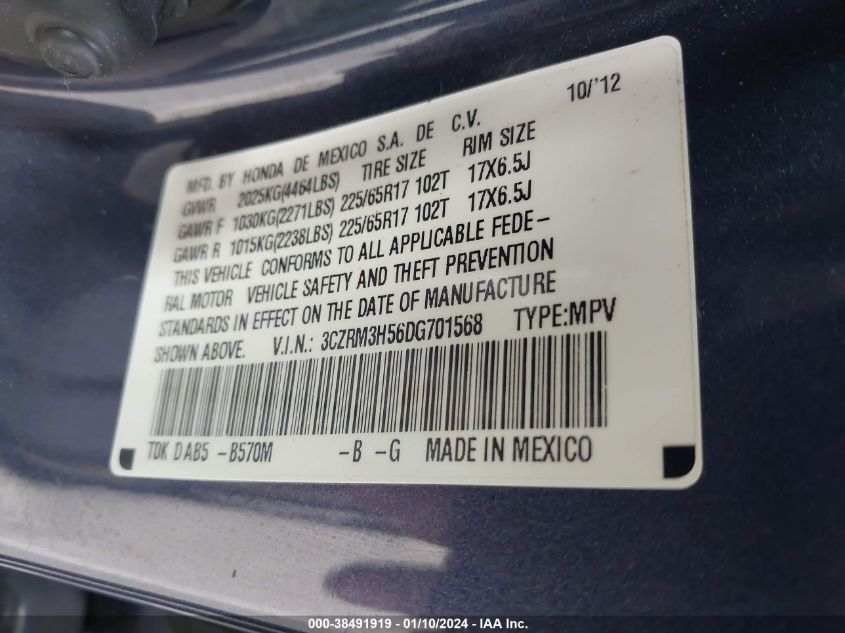 10/'12
MFD. BY HONDA DE MEXICO S.A. DE C.V.
GVWR 2025KG(4464LBS) TIRE SIZE RIM SIZE
GAWR F 1030KG(2271LBS) 225/65R17 102T 17X6.5J
GAWR R 1015KG(2238LBS) 225/65R17 102T 17X6.5J
THIS VEHICLE CONFORMS TO ALL APPLICABLE FEDE-
RAL MOTOR VEHICLE SAFETY AND THEFT PREVENTION
STANDARDS IN EFFECT ON THE DATE OF MANUFACTURE
SHOWN ABOVE. V.I.N.: 3CZRM3H56DG701568 TYPE:MPV
TDK DAB5 -B570M -B -G MADE IN MEXICO
000-38491919 - 01/10/2024 - IAA Inc.